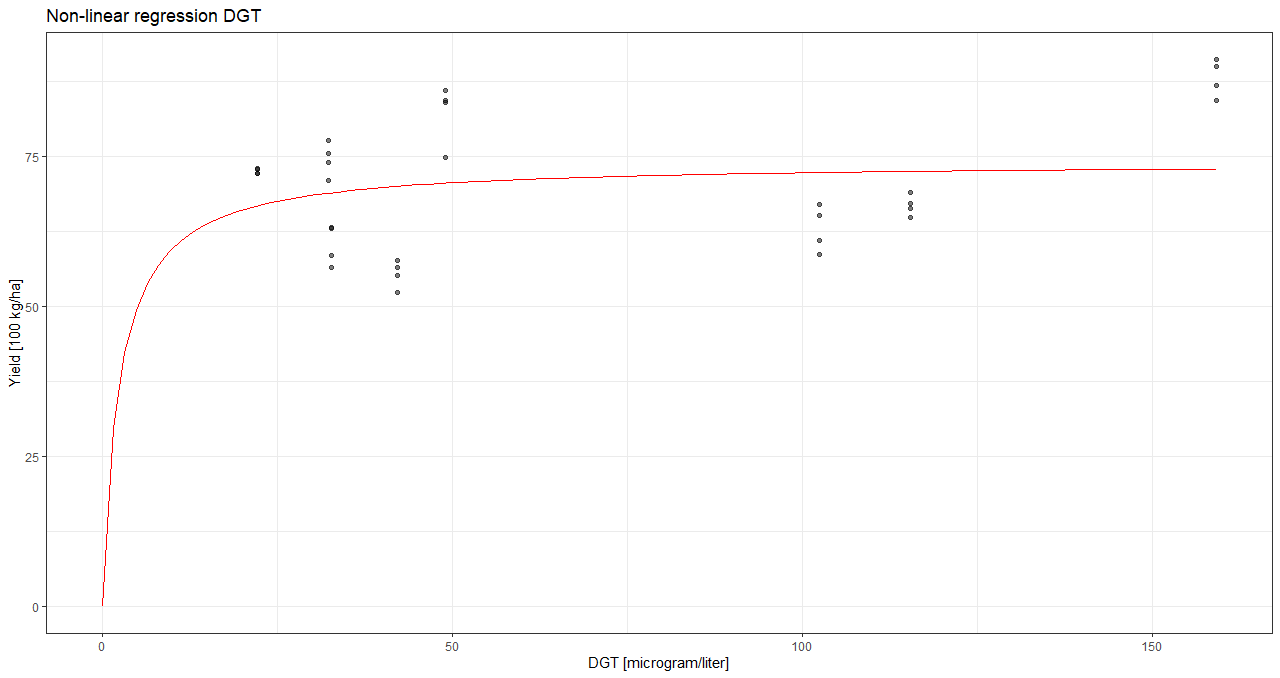 Non-linear regression DGT
Yield [100 kg/ha]
75
50
25
0
0 50 100 150
DGT [microgram/liter]